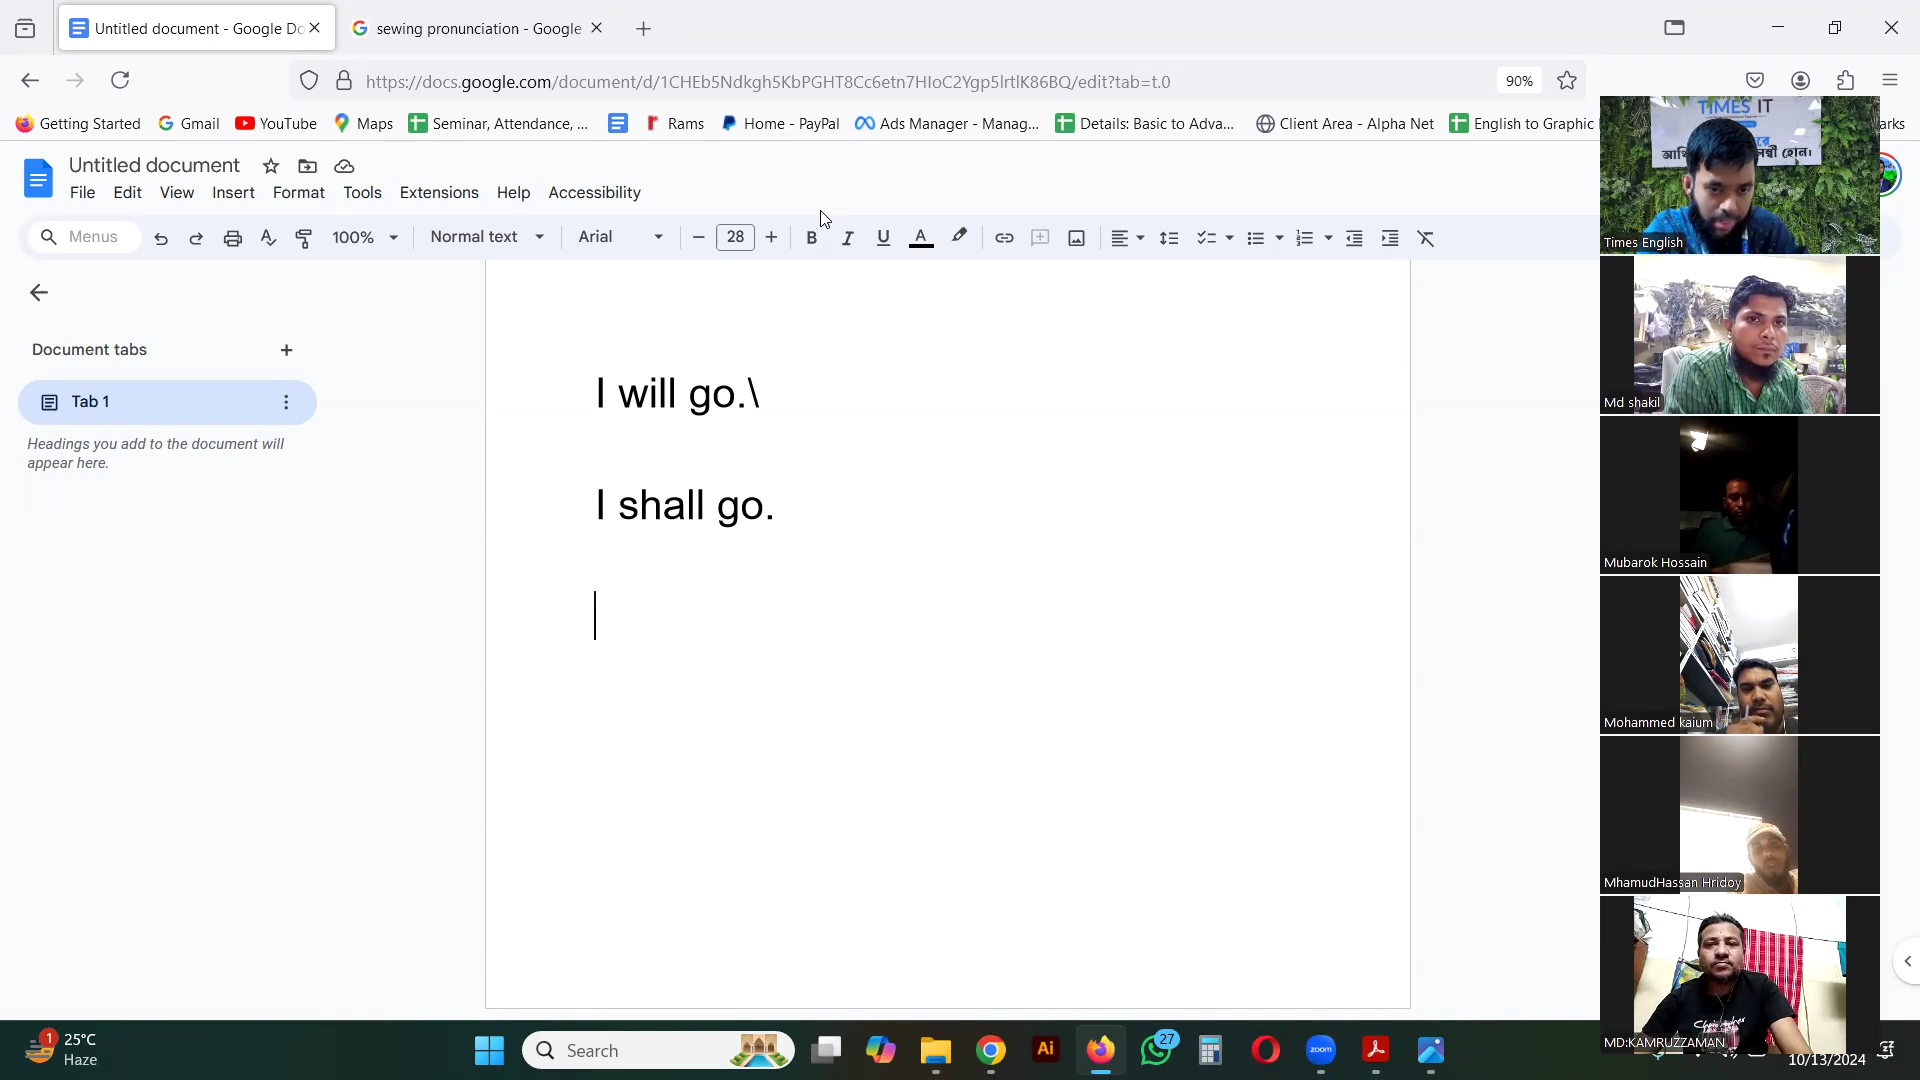 Untitled document - Google Do
sewing pronunciation - Google
https://docs.google.com/document/d/1CHEb5Ndkgh5KbPGHT8Cc6etn7HIoC2Ygp5lrtlK86BQ/edit?tab=t.0
90%
Getting Started
Gmail
YouTube
Maps
Seminar, Attendance, ...
Rams
Home - PayPal
Ads Manager - Manag...
Details: Basic to Adva...
Client Area - Alpha Net
English to Graphic
arks
Untitled document
File Edit View Insert Format Tools Extensions Help Accessibility
Menus
100%
Normal text
Arial
28
Document tabs
Tab 1
Headings you add to the document will
appear here.
I will go.\
I shall go.
TIMES IT
হোন।
Times English
Md shakil
Mubarok Hossain
Mohammed kaium
MhamudHassan Hridoy
MD:KAMRUZZAMAN
1
25°C
Haze
Search
Ai
27
zoom
10/13/2024